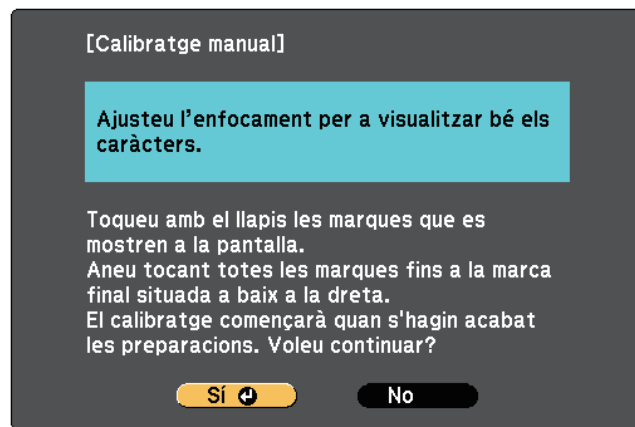 [Calibratge manual]
Ajusteu l’enfocament per a visualitzar bé els
caràcters.
Toqueu amb el llapis les marques que es
mostren a la pantalla.
Aneu tocant totes les marques fins a la marca
final situada a baix a la dreta.
El calibratge començarà quan s'hagin acabat
les preparacions. Voleu continuar?
Sí
No